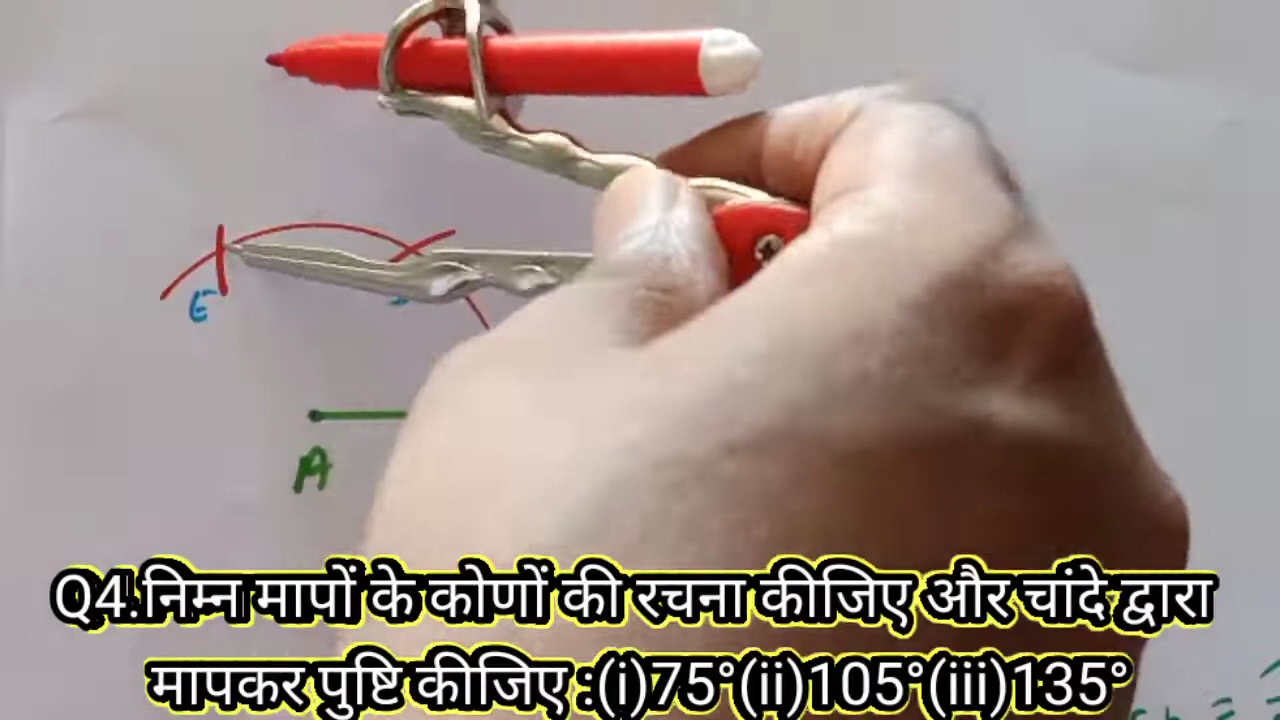 E
A
Q4.निम्न मापों के कोणों की रचना कीजिए और चांदे द्वारा
मापकर पुष्टि कीजिए :(i)75°(ii)105°(iii)135°